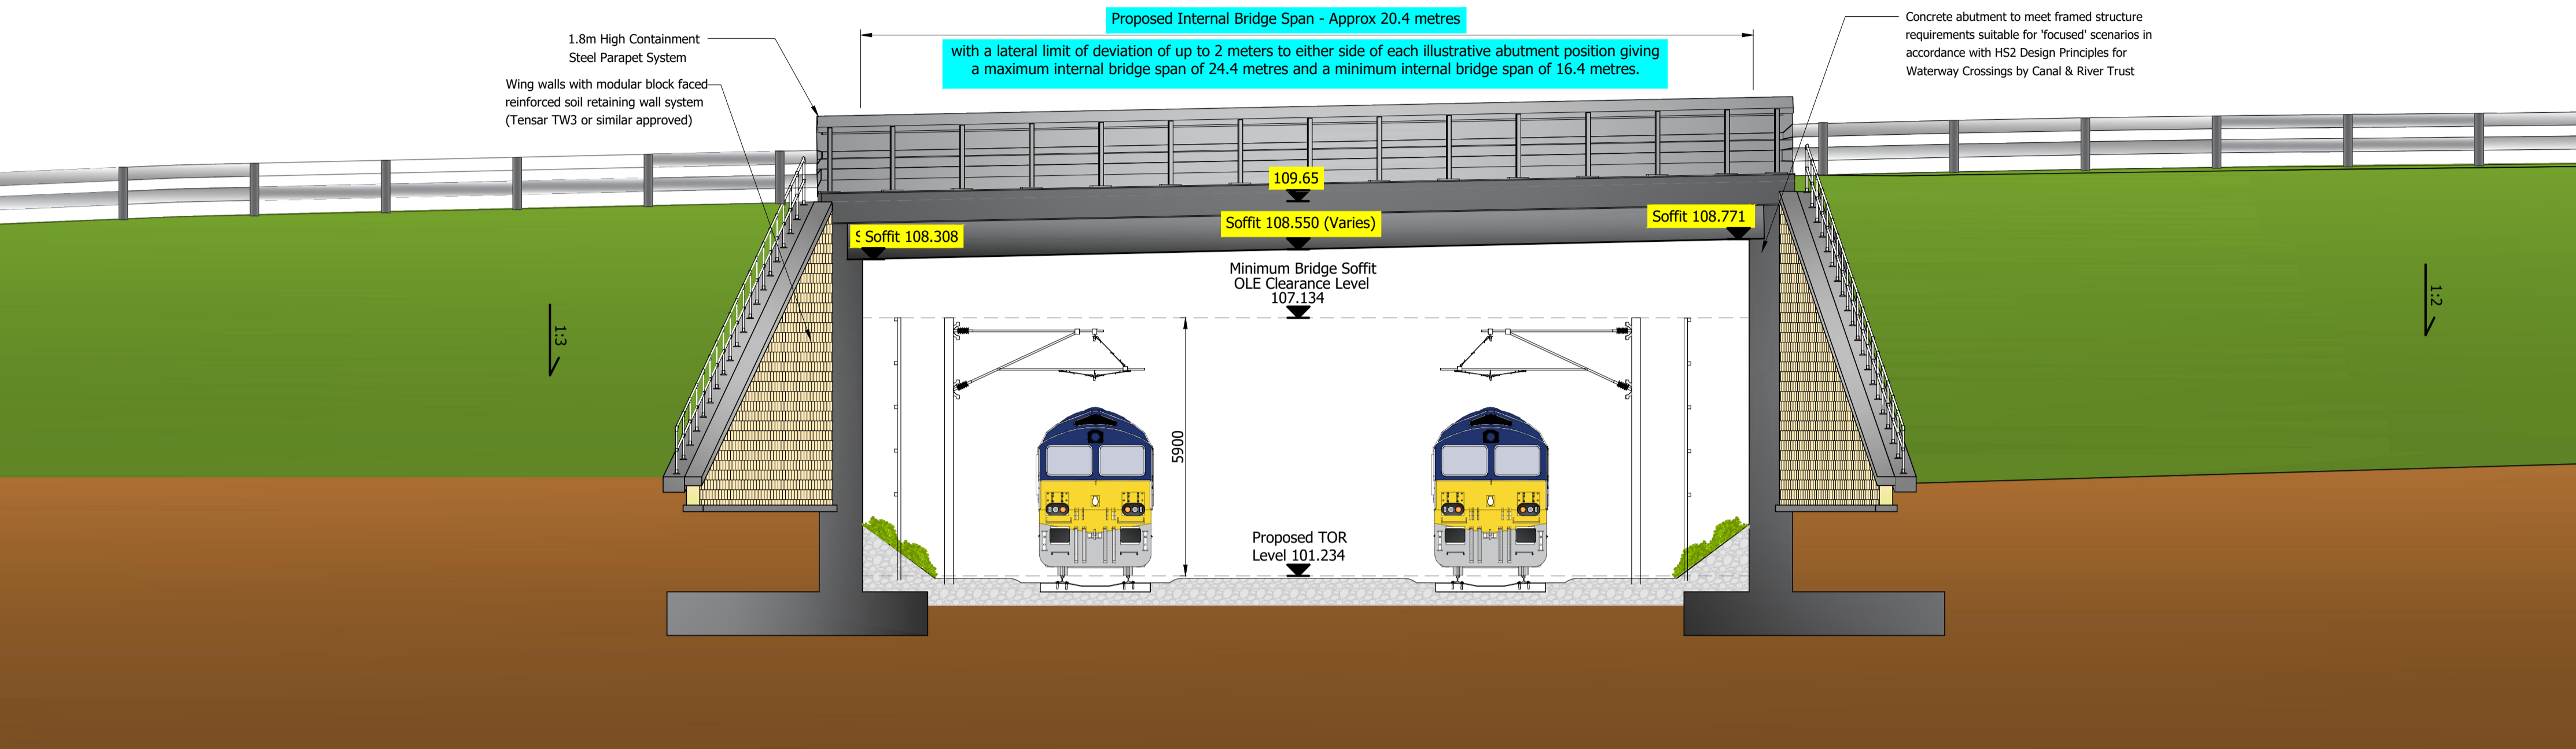 Proposed Internal Bridge Span - Approx 20.4 metres
with a lateral limit of deviation of up to 2 meters to either side of each illustrative abutment position giving
a maximum internal bridge span of 24.4 metres and a minimum internal bridge span of 16.4 metres.
1.8m High Containment
Steel Parapet System
Wing walls with modular block faced
reinforced soil retaining wall system
(Tensar TW3 or similar approved)
Concrete abutment to meet framed structure
requirements suitable for 'focused' scenarios in
accordance with HS2 Design Principles for
Waterway Crossings by Canal & River Trust
109.65
S Soffit 108.308
Soffit 108.550 (Varies)
Soffit 108.771
Minimum Bridge Soffit
OLE Clearance Level
107.134
1:3
1:2
5900
Proposed TOR
Level 101.234